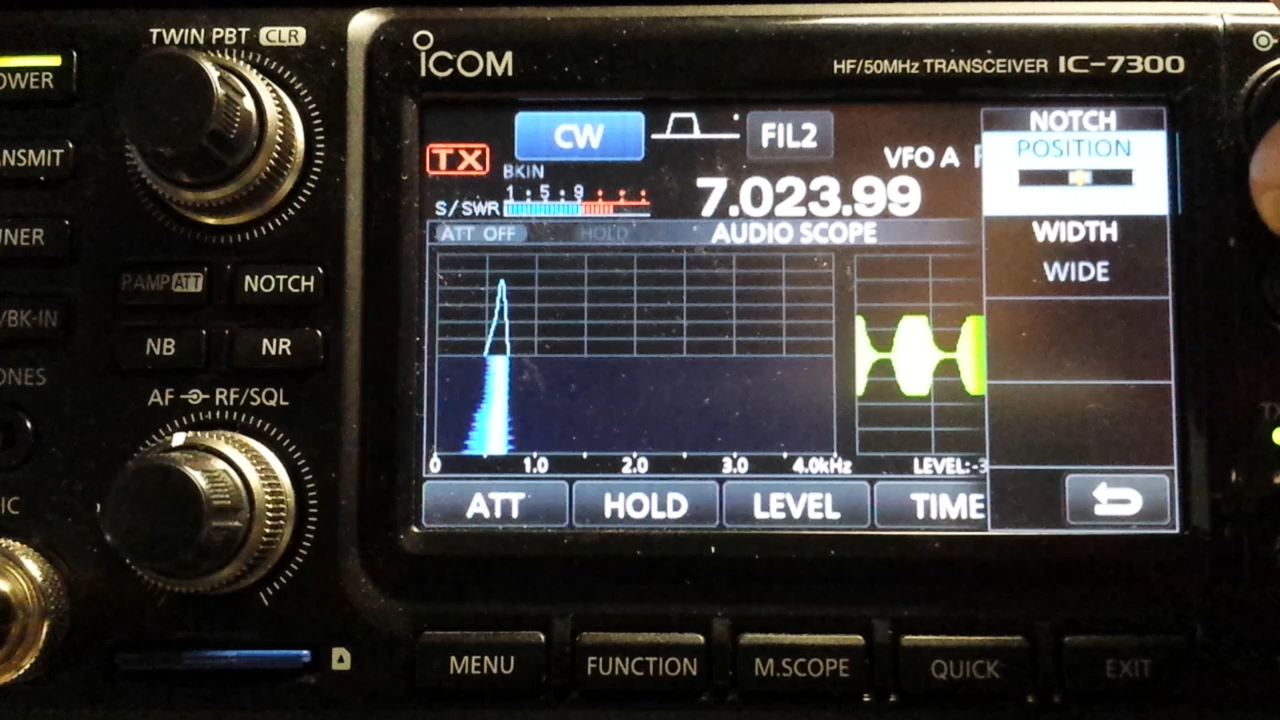 TWIN PBT CLR
ICOM
HF/50MHz TRANSCEIVER IC-7300
OWER
ANSMIT
NER
/BK-IN
ONES
IC
P.AMP ATT
NOTCH
NB
NR
AF RF/SQL
CW
FIL2
TX
BKIN
VFO A
1 · 5 · 9
S/SWR
7.023.99
ATT OFF
HOLD
AUDIO SCOPE
0 1.0 2.0 3.0 4.0kHz
LEVEL:-3
ATT
HOLD
LEVEL
TIME
NOTCH
POSITION
WIDTH
WIDE
MENU
FUNCTION
M.SCOPE
QUICK
EXIT